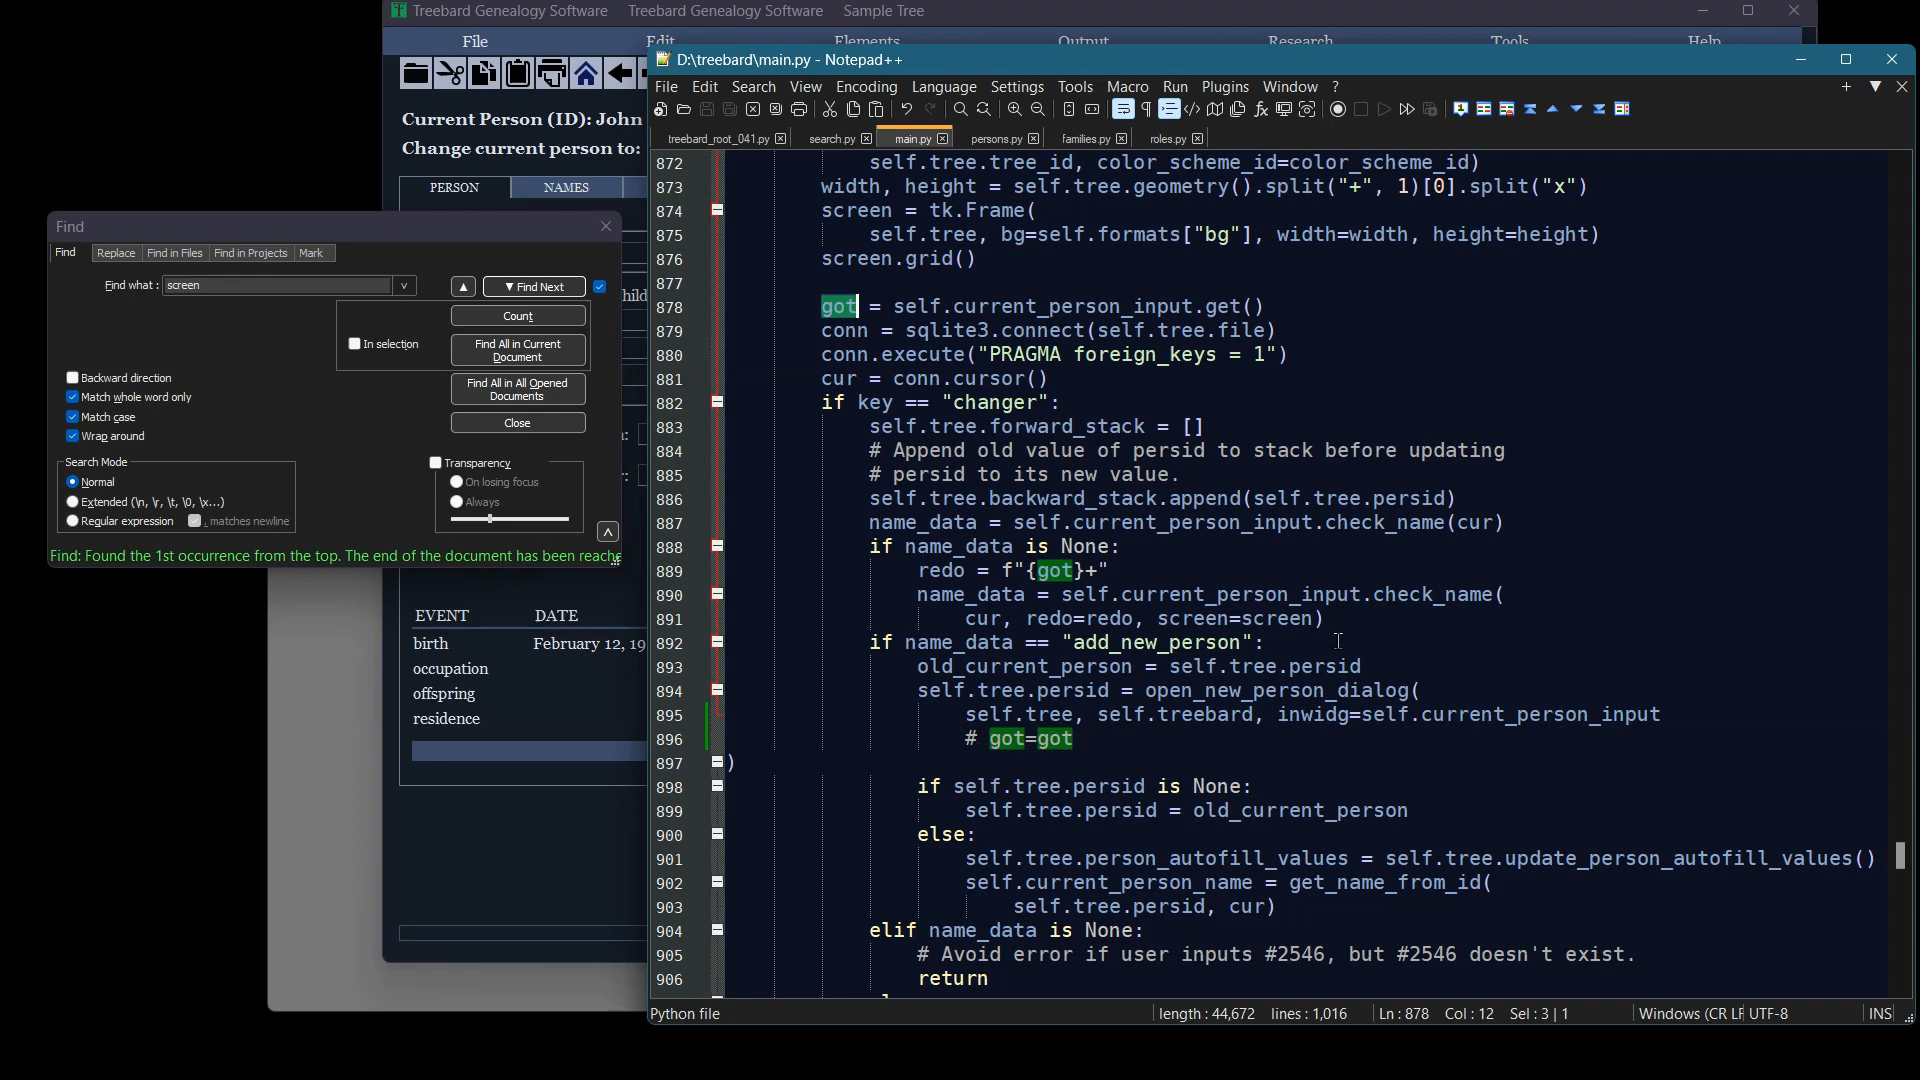 Treebard Genealogy Software Treebard Genealogy Software Sample Tree
File Edit Elements Output Research Tools Help
Current Person (ID): John
Change current person to:
PERSON NAMES
hild
EVENT DATE
birth February 12, 19
occupation
offspring
residence
Find
Find Replace Find in Files Find in Projects Mark
Find what : screen
▲ ▼ Find Next
Count
In selection
Find All in Current
Document
Find All in All Opened
Documents
Close
Backward direction
Match whole word only
Match case
Wrap around
Search Mode
Normal
Extended (\n, \r, \t, \0, \x...)
Regular expression . matches newline
Transparency
On losing focus
Always
Find: Found the 1st occurrence from the top. The end of the document has been reache
D:\treebard\main.py - Notepad++
File Edit Search View Encoding Language Settings Tools Macro Run Plugins Window ?
treebard_root_041.py search.py main.py persons.py families.py roles.py
872 self.tree.tree_id, color_scheme_id=color_scheme_id)
873 width, height = self.tree.geometry().split("+", 1)[0].split("x")
874 screen = tk.Frame(
875 self.tree, bg=self.formats["bg"], width=width, height=height)
876 screen.grid()
877
878 got = self.current_person_input.get()
879 conn = sqlite3.connect(self.tree.file)
880 conn.execute("PRAGMA foreign_keys = 1")
881 cur = conn.cursor()
882 if key == "changer":
883 self.tree.forward_stack = []
884 # Append old value of persid to stack before updating
885 # persid to its new value.
886 self.tree.backward_stack.append(self.tree.persid)
887 name_data = self.current_person_input.check_name(cur)
888 if name_data is None:
889 redo = f"{got}+"
890 name_data = self.current_person_input.check_name(
891 cur, redo=redo, screen=screen)
892 if name_data == "add_new_person":
893 old_current_person = self.tree.persid
894 self.tree.persid = open_new_person_dialog(
895 self.tree, self.treebard, inwidg=self.current_person_input
896 # got=got
897 )
898 if self.tree.persid is None:
899 self.tree.persid = old_current_person
900 else:
901 self.tree.person_autofill_values = self.tree.update_person_autofill_values()
902 self.current_person_name = get_name_from_id(
903 self.tree.persid, cur)
904 elif name_data is None:
905 # Avoid error if user inputs #2546, but #2546 doesn't exist.
906 return
Python file length : 44,672 lines : 1,016 Ln : 878 Col : 12 Sel : 3 | 1 Windows (CR LF UTF-8 INS